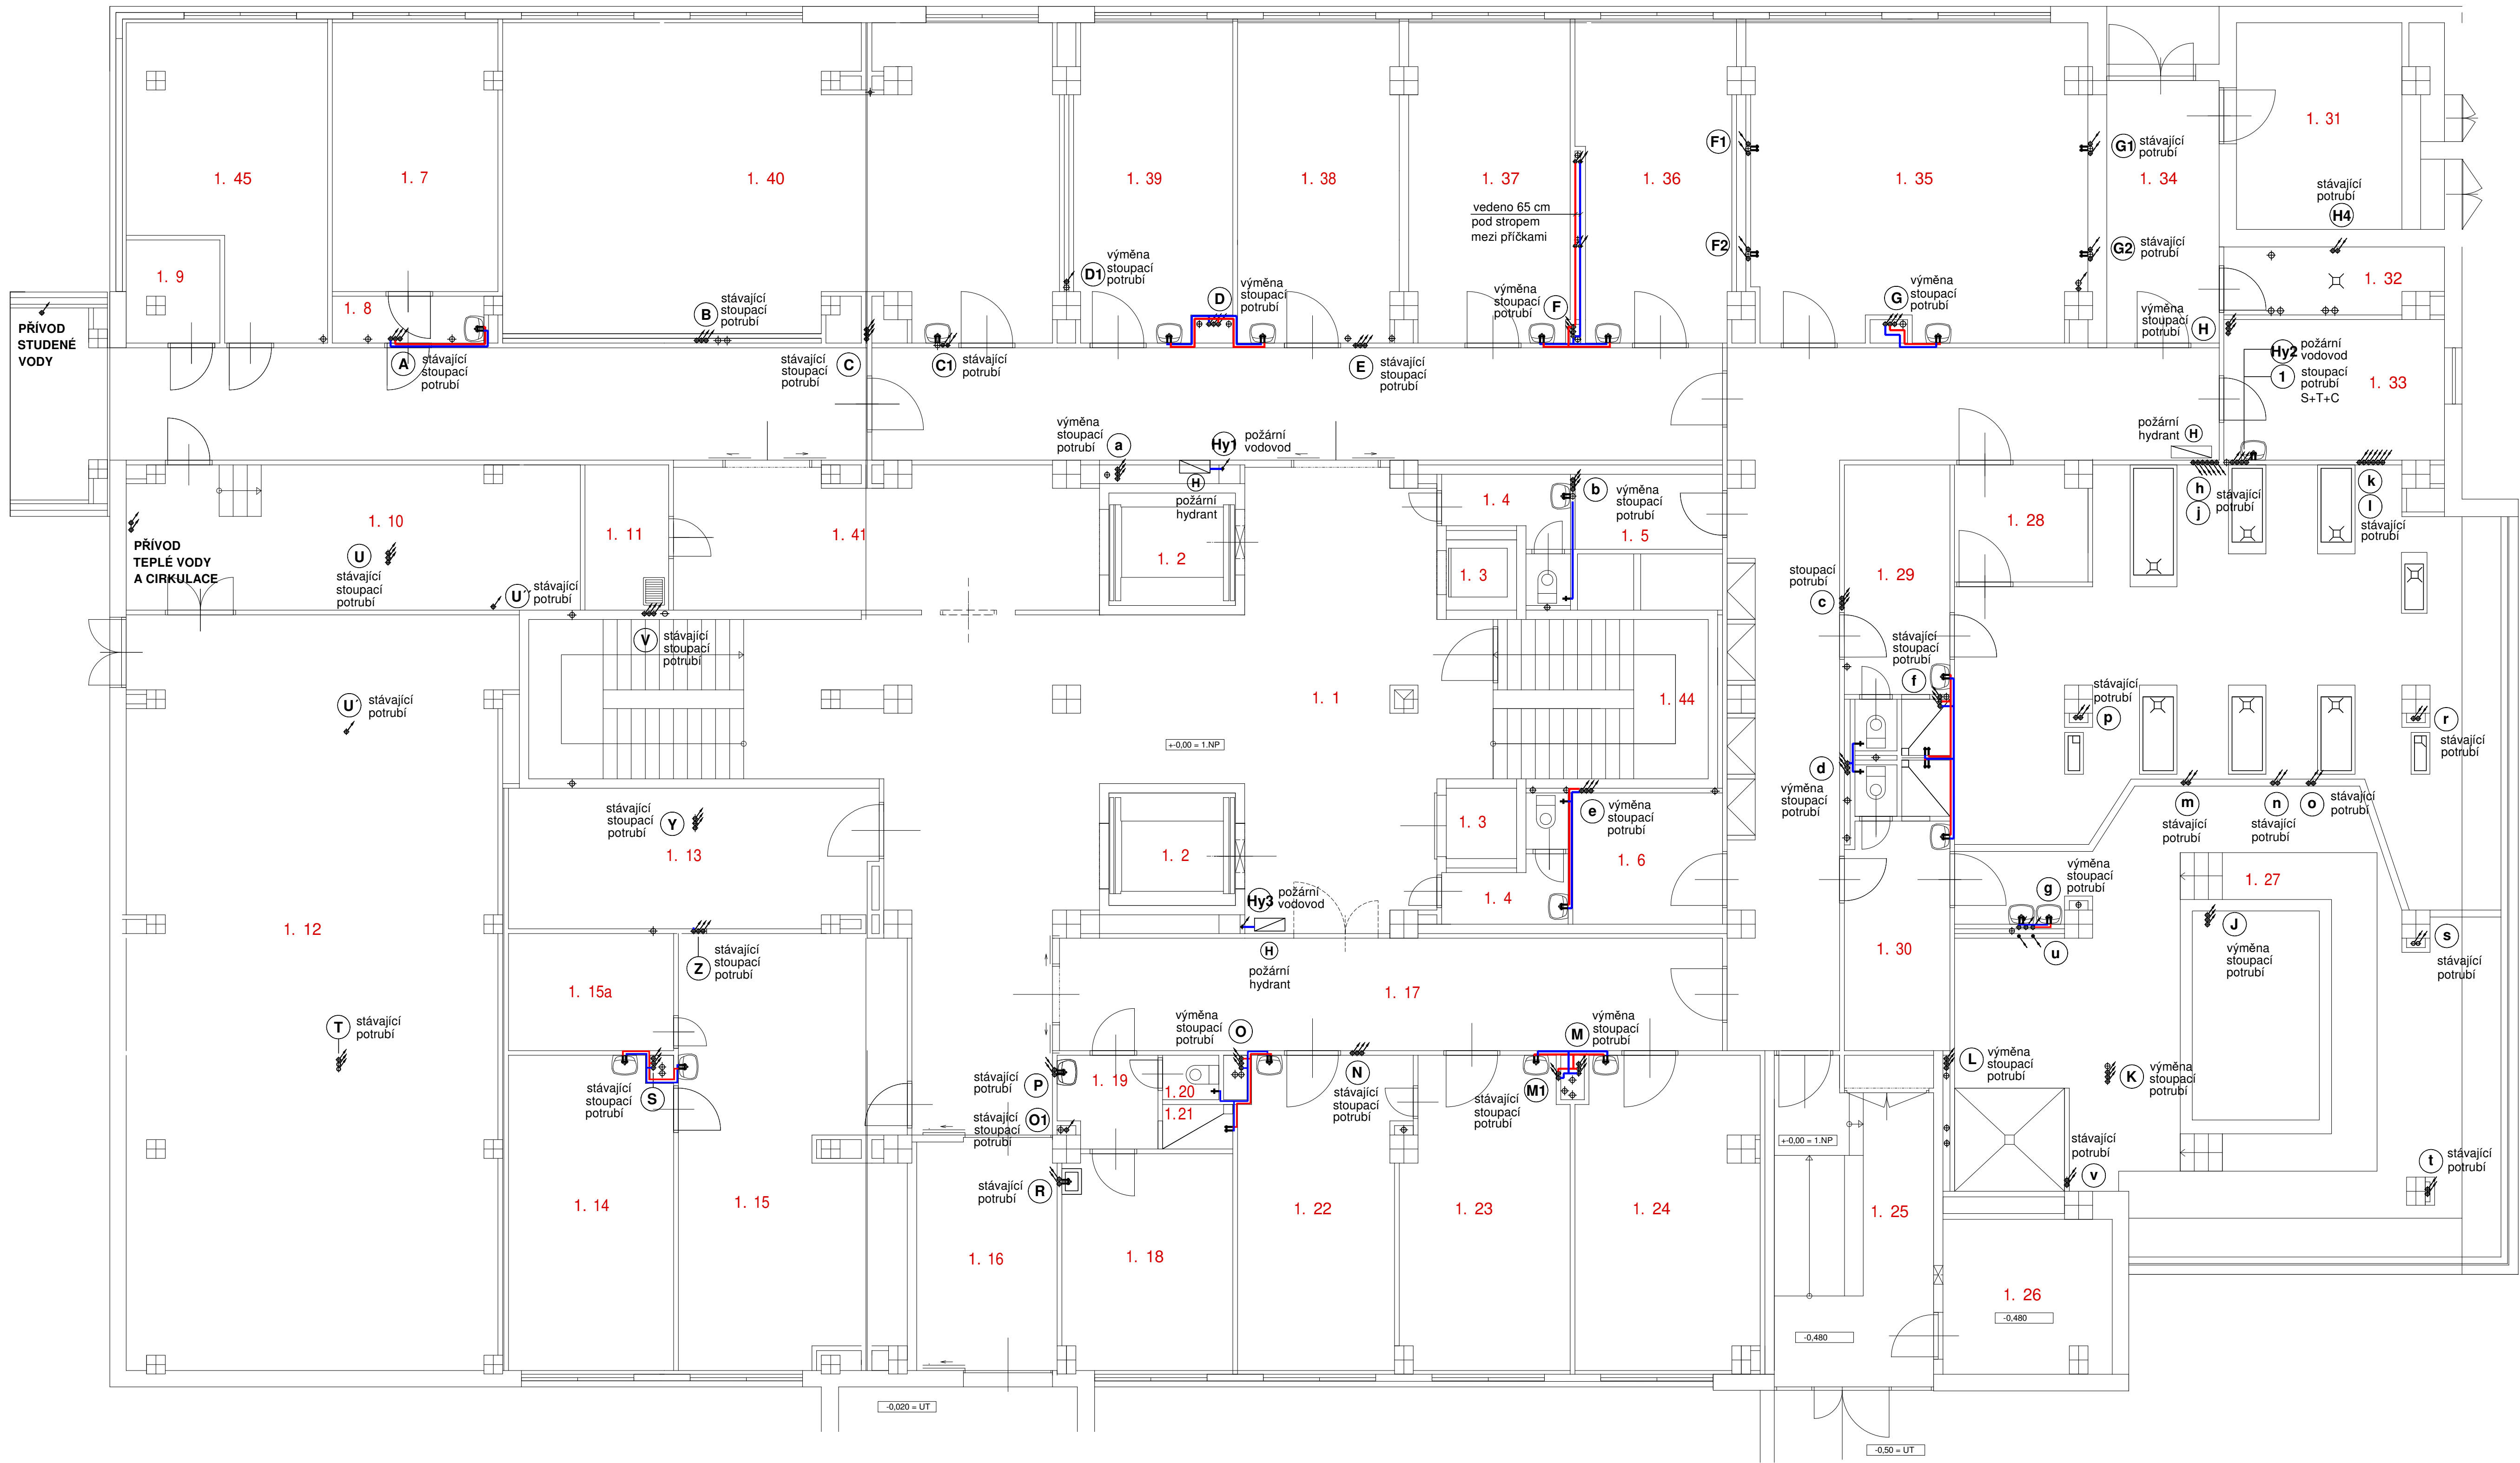 1. 45
1. 7
1. 40
1. 39
1. 38
1. 37
1. 36
1. 35
1. 34
1. 31
F1
G1
stávající
potrubí
stávající
potrubí
H4
vedeno 65 cm
pod stropem
mezi příčkami
F2
G2
stávající
potrubí
1. 9
1. 8
1. 32
D1
výměna
stoupací
potrubí
D
výměna
stoupací
potrubí
výměna
stoupací
potrubí
F
G
výměna
stoupací
potrubí
výměna
stoupací
potrubí
H
B
stávající
stoupací
potrubí
PŘÍVOD
STUDENÉ
VODY
A
stávající
stoupací
potrubí
stávající
stoupací
potrubí
C
C1
stávající
potrubí
E
stávající
stoupací
potrubí
Hy2
požární
vodovod
1
stoupací
potrubí
S+T+C
1. 33
výměna
stoupací
potrubí
a
Hy1
požární
vodovod
H
požární
hydrant
požární
hydrant
H
1. 10
1. 11
1. 41
1. 2
1. 4
1. 3
b
výměna
stoupací
potrubí
1. 5
1. 28
1. 29
h
j
stávající
potrubí
k
l
stávající
potrubí
PŘÍVOD
TEPLÉ VODY
A CIRKULACE
U
stávající
stoupací
potrubí
U´´
stávající
potrubí
V
stávající
stoupací
potrubí
stoupací
potrubí
c
stávající
stoupací
potrubí
f
U´
stávající
potrubí
1. 1
1. 44
+-0,00 = 1.NP
stávající
potrubí
p
r
stávající
potrubí
d
výměna
stoupací
potrubí
m
stávající
potrubí
n
stávající
potrubí
o
stávající
potrubí
stávající
stoupací
potrubí
Y
1. 13
1. 2
1. 3
1. 4
e
výměna
stoupací
potrubí
1. 6
Hy3
požární
vodovod
H
požární
hydrant
výměna
stoupací
potrubí
g
u
1. 27
J
výměna
stoupací
potrubí
s
stávající
potrubí
1. 12
Z
stávající
stoupací
potrubí
1. 15a
1. 17
1. 30
T
stávající
potrubí
stávající
stoupací
potrubí
S
výměna
stoupací
potrubí
O
výměna
stoupací
potrubí
M
stávající
potrubí
P
1. 19
1.20
1.21
stávající
stoupací
potrubí
O1
N
stávající
stoupací
potrubí
stávající
stoupací
potrubí
M1
L
výměna
stoupací
potrubí
K
výměna
stoupací
potrubí
+-0,00 = 1.NP
stávající
potrubí
v
t
stávající
potrubí
stávající
potrubí
R
1. 14
1. 15
1. 16
1. 18
1. 22
1. 23
1. 24
1. 25
1. 26
-0,480
-0,480
-0,020 = UT
-0,50 = UT